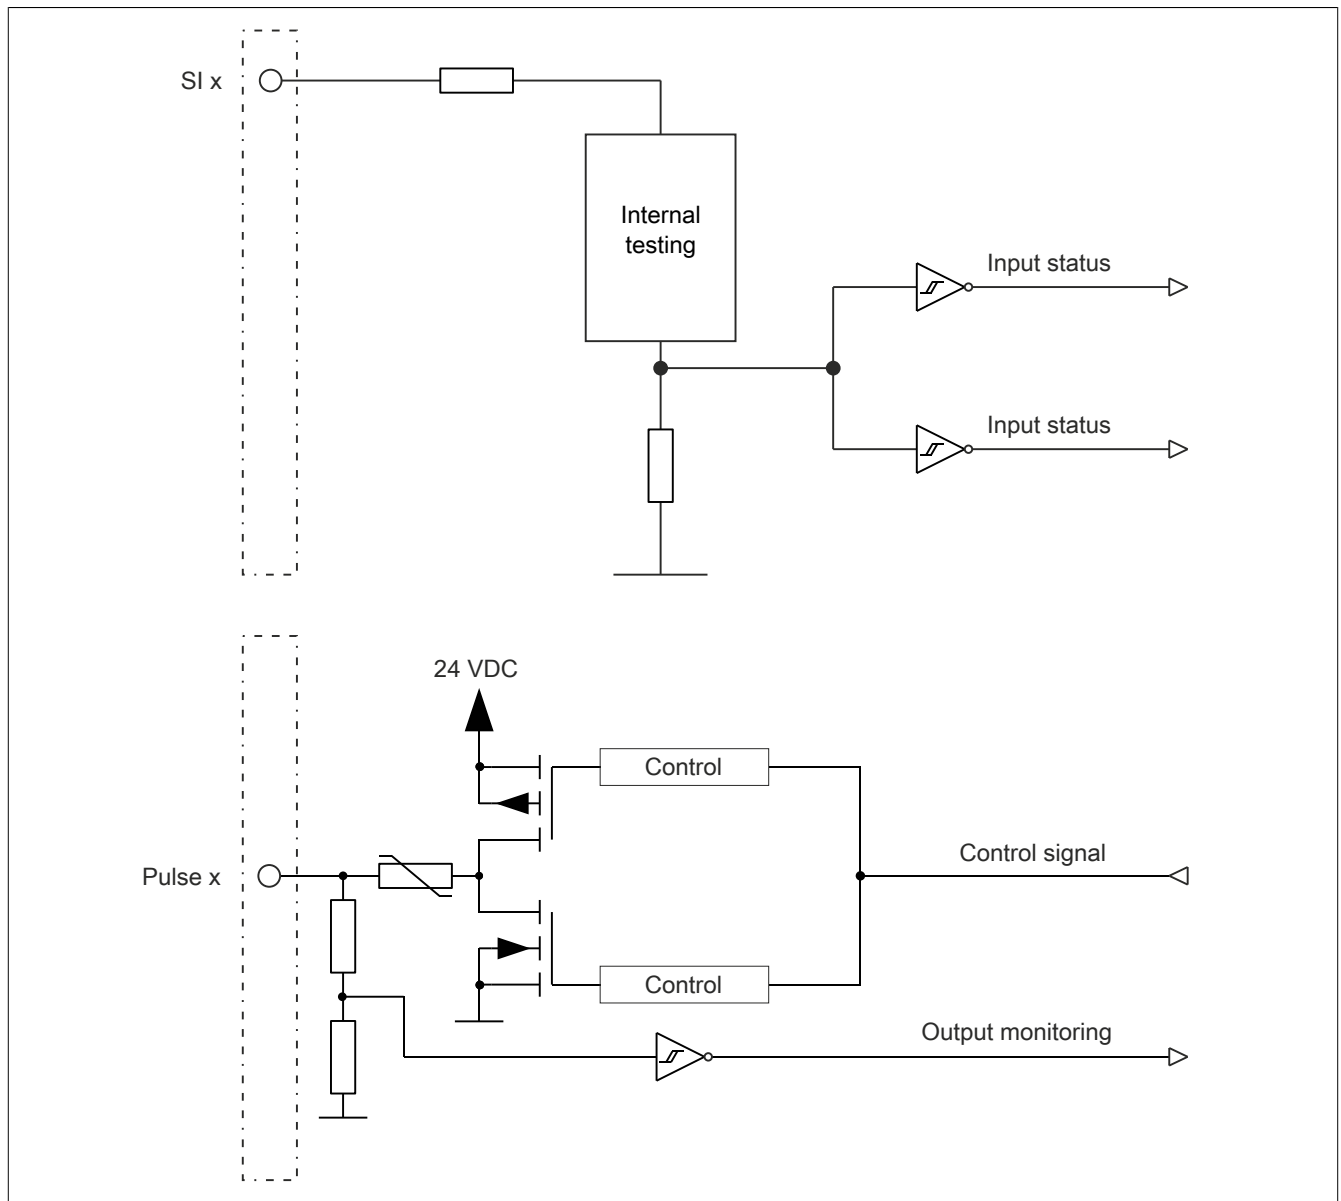 SI x
Internal
testing
Input status
Input status
24 VDC
Control
Control signal
Pulse x
Control
Output monitoring